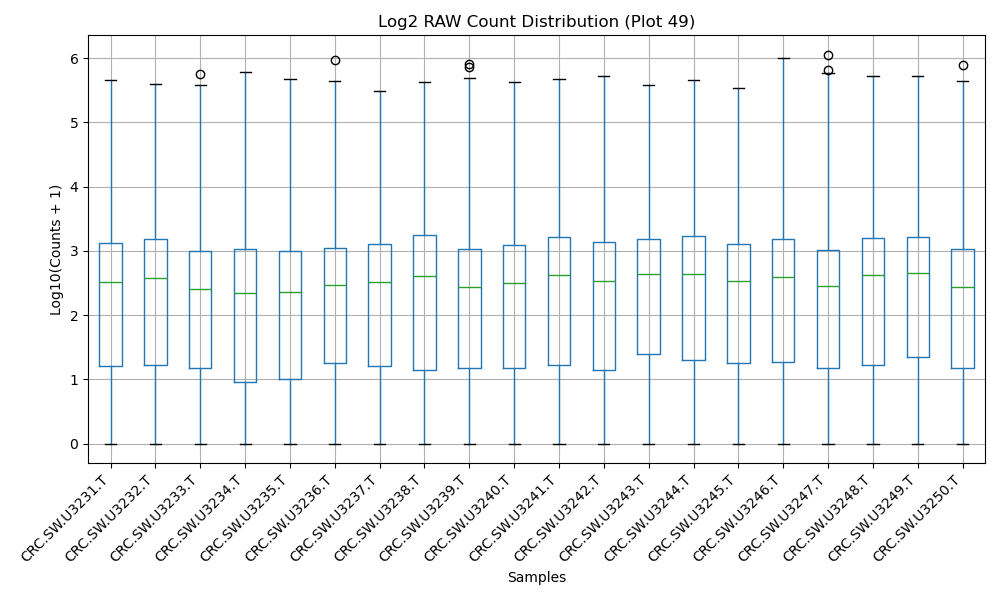 Log2 RAW Count Distribution (Plot 49)
Log10(Counts + 1)
6
5
4
3
2
1
0
CRC.SW.U3231.T
CRC.SW.U3232.T
CRC.SW.U3233.T
CRC.SW.U3234.T
CRC.SW.U3235.T
CRC.SW.U3236.T
CRC.SW.U3237.T
CRC.SW.U3238.T
CRC.SW.U3239.T
CRC.SW.U3240.T
CRC.SW.U3241.T
CRC.SW.U3242.T
CRC.SW.U3243.T
CRC.SW.U3244.T
CRC.SW.U3245.T
CRC.SW.U3246.T
CRC.SW.U3247.T
CRC.SW.U3248.T
CRC.SW.U3249.T
CRC.SW.U3250.T
Samples